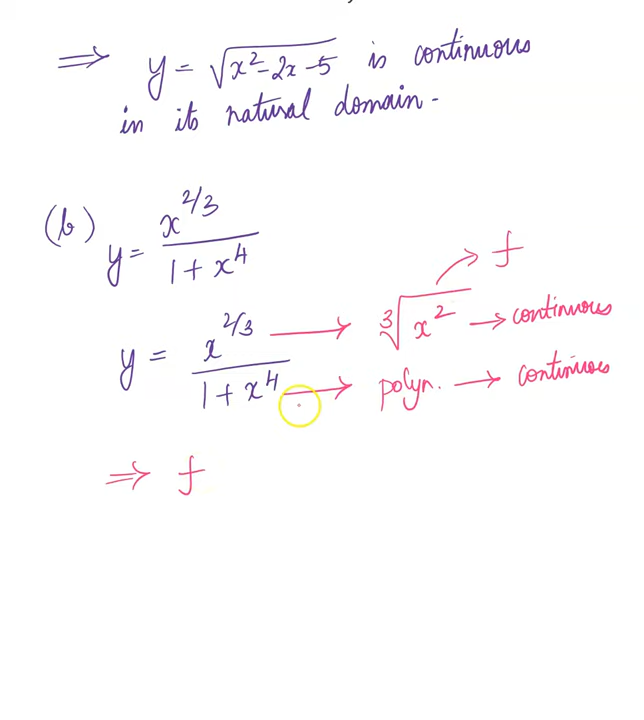 ⟹ y = √(x² - 2x - 5) is continuous
in its natural domain.
(b) y = x^{2/3} / (1 + x⁴)
f
y = x^{2/3} / (1 + x⁴)
→ ∛(x²) → continuous
→ polyn. → continuous
⟹ f